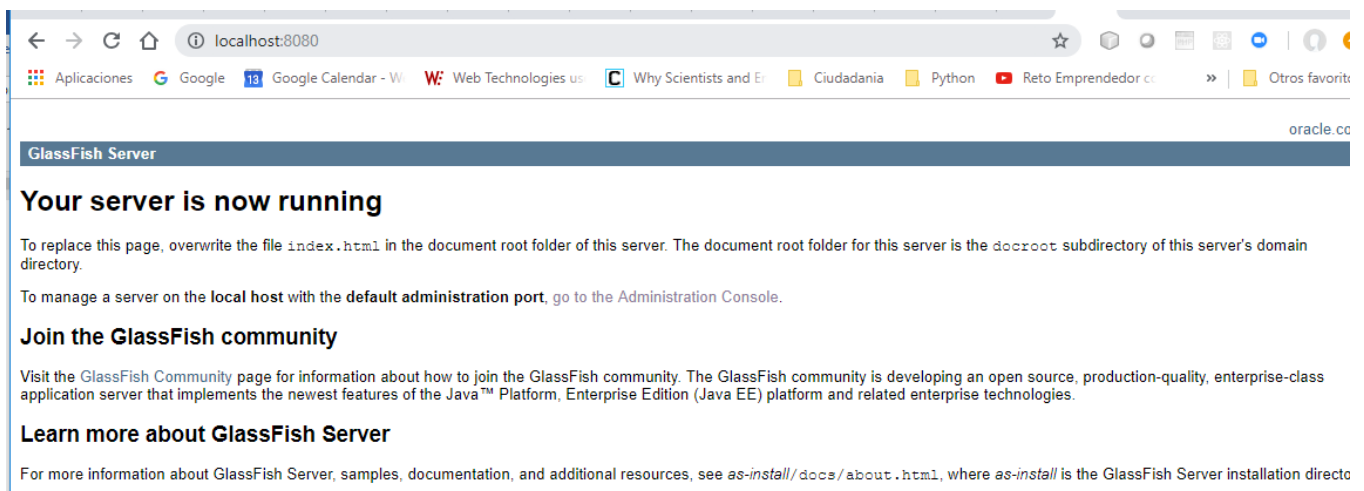 localhost:8080
Aplicaciones Google 13 Google Calendar - W Web Technologies us Why Scientists and E Ciudadania Python Reto Emprendedor c » Otros favorito
oracle.co
GlassFish Server
Your server is now running
To replace this page, overwrite the file index.html in the document root folder of this server. The document root folder for this server is the docroot subdirectory of this server's domain
directory.
To manage a server on the local host with the default administration port, go to the Administration Console.
Join the GlassFish community
Visit the GlassFish Community page for information about how to join the GlassFish community. The GlassFish community is developing an open source, production-quality, enterprise-class
application server that implements the newest features of the Java™ Platform, Enterprise Edition (Java EE) platform and related enterprise technologies.
Learn more about GlassFish Server
For more information about GlassFish Server, samples, documentation, and additional resources, see as-install/docs/about.html, where as-install is the GlassFish Server installation directo